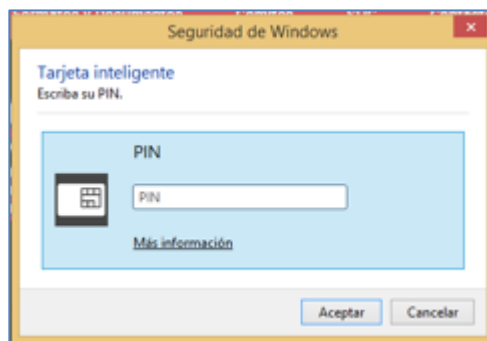 Seguridad de Windows
Tarjeta inteligente
Escriba su PIN.
PIN
PIN
Más información
Aceptar
Cancelar